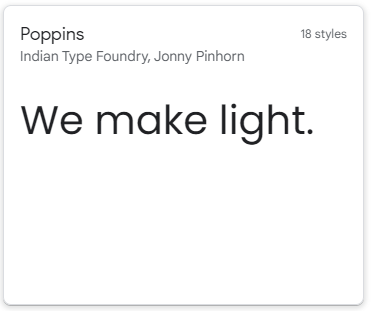 Poppins
18 styles
Indian Type Foundry, Jonny Pinhorn
We make light.